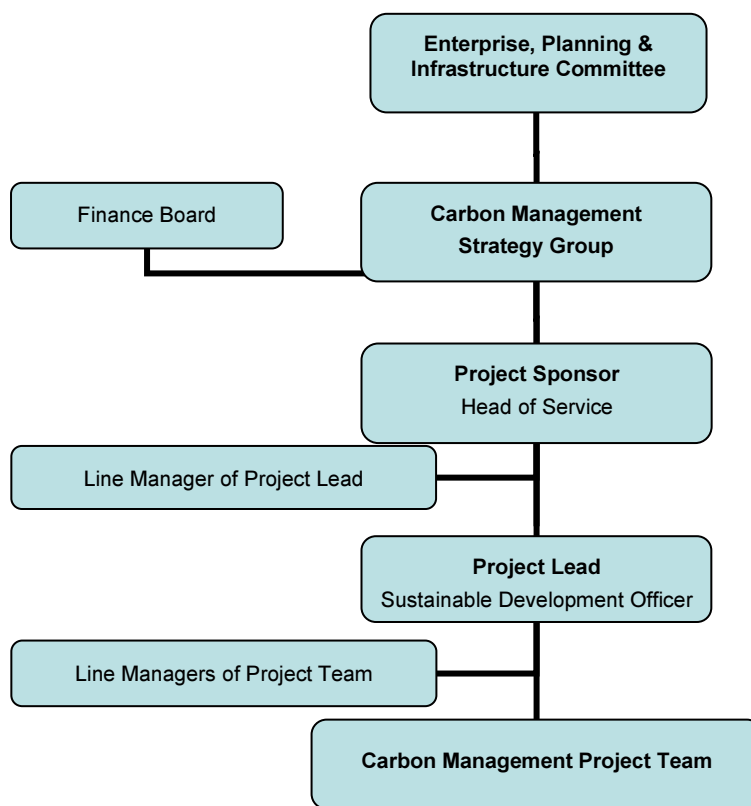 Enterprise, Planning &
Infrastructure Committee
Finance Board
Carbon Management
Strategy Group
Project Sponsor
Head of Service
Line Manager of Project Lead
Project Lead
Sustainable Development Officer
Line Managers of Project Team
Carbon Management Project Team